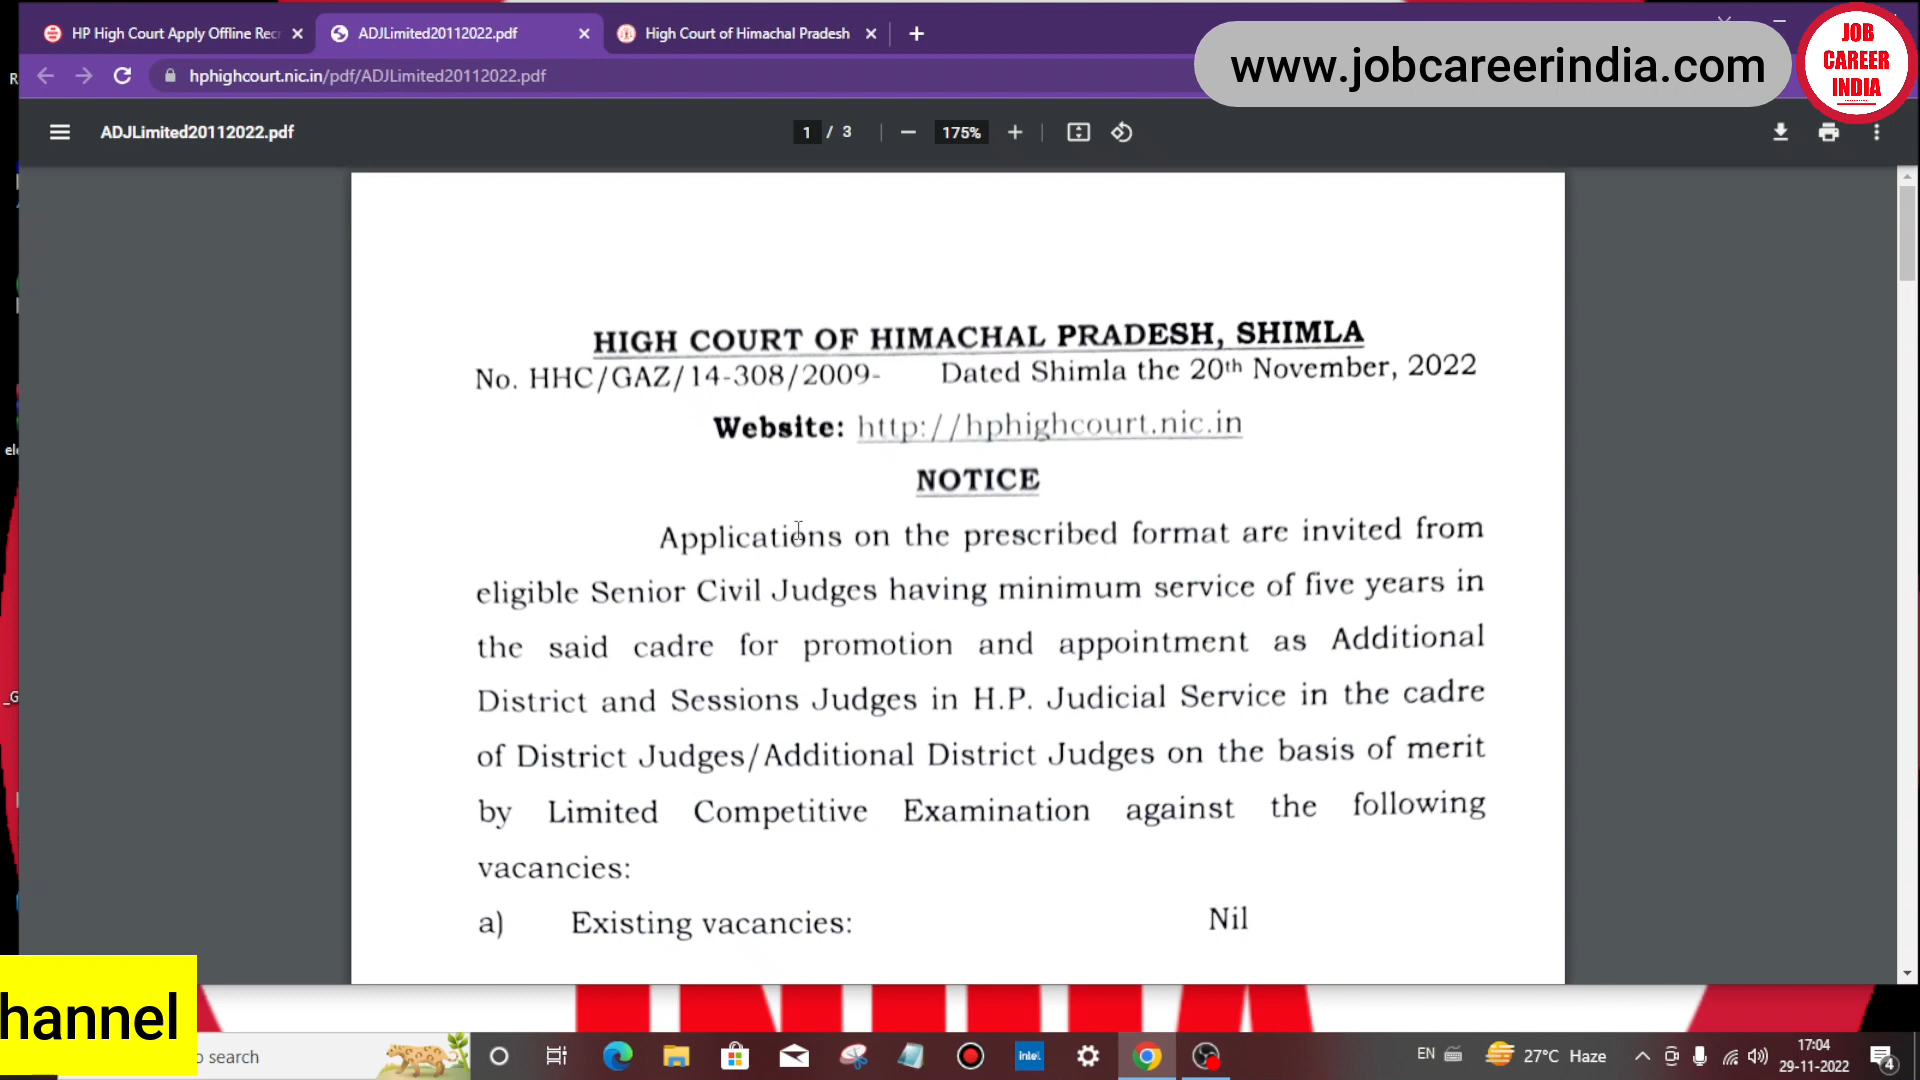 HP High Court Apply Offline Rec
ADJLimited20112022.pdf
High Court of Himachal Pradesh
www.jobcareerindia.com
JOB
CAREER
INDIA
hphighcourt.nic.in/pdf/ADJLimited20112022.pdf
ADJLimited20112022.pdf
1 / 3
175%
HIGH COURT OF HIMACHAL PRADESH, SHIMLA
No. HHC/GAZ/14-308/2009- Dated Shimla the 20th November, 2022
Website: http://hphighcourt.nic.in
NOTICE
Applications on the prescribed format are invited from
eligible Senior Civil Judges having minimum service of five years in
the said cadre for promotion and appointment as Additional
District and Sessions Judges in H.P. Judicial Service in the cadre
of District Judges/Additional District Judges on the basis of merit
by Limited Competitive Examination against the following
vacancies:
a) Existing vacancies: Nil
hannel
o search
intel
EN
27°C Haze
17:04
29-11-2022
4